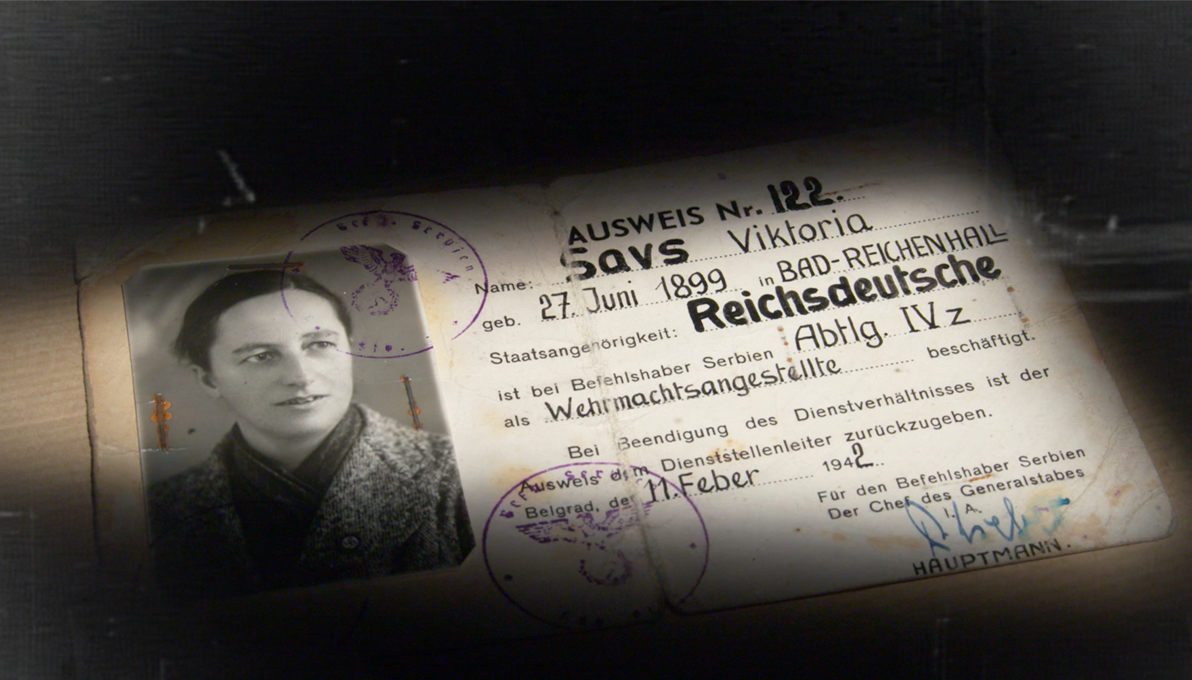 AUSWEIS Nr. 122.
Name: Savs Viktoria
geb. 27. Juni 1899 in BAD-REICHENHALL
Staatsangehörigkeit: Reichsdeutsche
ist bei Befehlshaber Serbien Abtlg. IV z
als Wehrmachtsangestellte beschäftigt.
Bei Beendigung des Dienstverhältnisses ist der
Ausweis dem Dienststellenleiter zurückzugeben.
Belgrad, de 11. Feber 1942..
Für den Befehlshaber Serbien
Der Chef des Generalstabes
I. A.
HAUPTMANN.